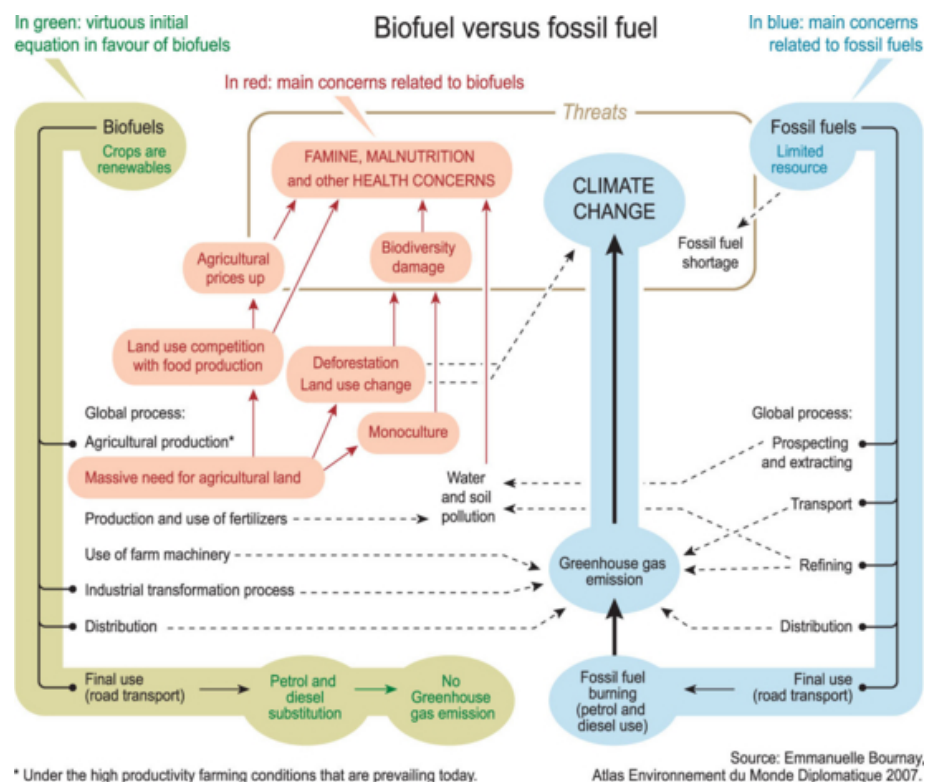 Biofuel versus fossil fuel
In green: virtuous initial
equation in favour of biofuels
In blue: main concerns
related to fossil fuels
In red: main concerns related to biofuels
Threats
Biofuels
Crops are
renewables
Fossil fuels
Limited
resource
FAMINE, MALNUTRITION
and other HEALTH CONCERNS
CLIMATE
CHANGE
Fossil fuel
shortage
Agricultural
prices up
Biodiversity
damage
Land use competition
with food production
Deforestation
Land use change
Monoculture
Global process:
Agricultural production*
Massive need for agricultural land
Production and use of fertilizers
Use of farm machinery
Industrial transformation process
Distribution
Final use
(road transport)
Petrol and
diesel
substitution
No
Greenhouse
gas emission
Water
and soil
pollution
Greenhouse gas
emission
Fossil fuel
burning
(petrol and
diesel use)
Global process:
Prospecting
and extracting
Transport
Refining
Distribution
Final use
(road transport)
* Under the high productivity farming conditions that are prevailing today.
Source: Emmanuelle Bournay,
Atlas Environnement du Monde Diplomatique 2007.